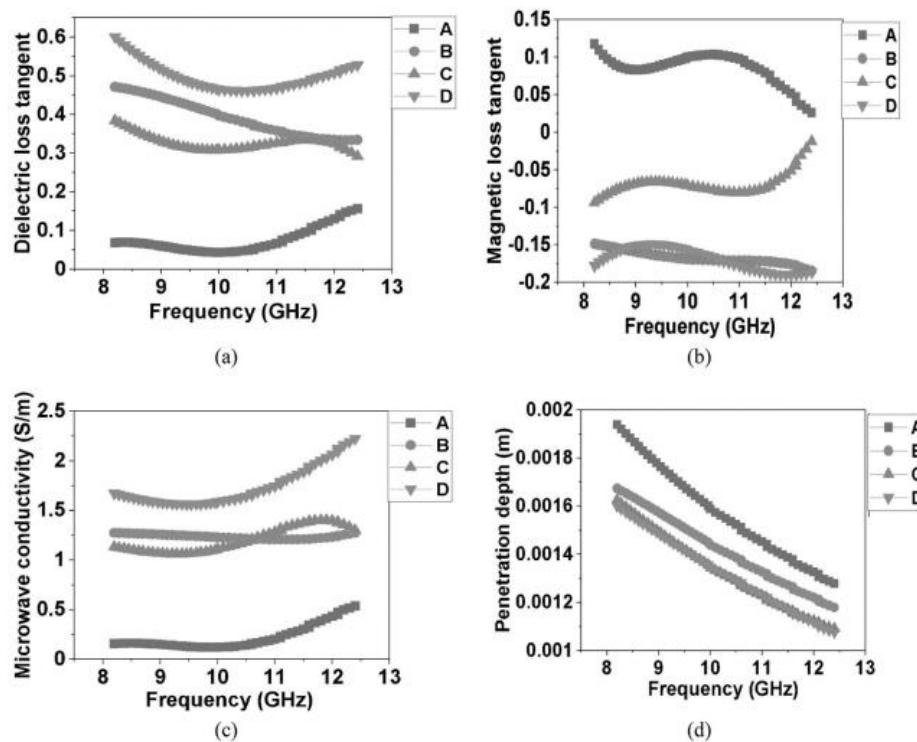 Dielectric loss tangent
0.6
0.5
0.4
0.3
0.2
0.1
0
8 9 10 11 12 13
Frequency (GHz)
A
B
C
D
(a)
Magnetic loss tangent
0.15
0.1
0.05
0
-0.05
-0.1
-0.15
-0.2
8 9 10 11 12 13
Frequency (GHz)
A
B
C
D
(b)
Microwave conductivity (S/m)
2.5
2
1.5
1
0.5
0
8 9 10 11 12 13
Frequency (GHz)
A
B
C
D
(c)
Penetration depth (m)
0.002
0.0018
0.0016
0.0014
0.0012
0.001
8 9 10 11 12 13
Frequency (GHz)
A
B
C
D
(d)